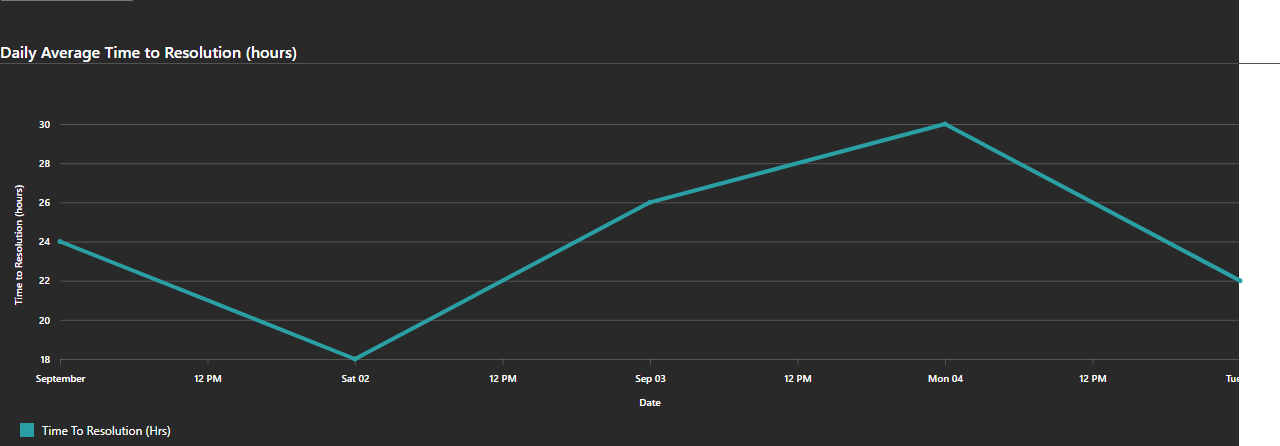 Daily Average Time to Resolution (hours)
30
28
26
24
22
20
18
Time to Resolution (hours)
September 12 PM Sat 02 12 PM Sep 03 12 PM Mon 04 12 PM Tue
Date
Time To Resolution (Hrs)